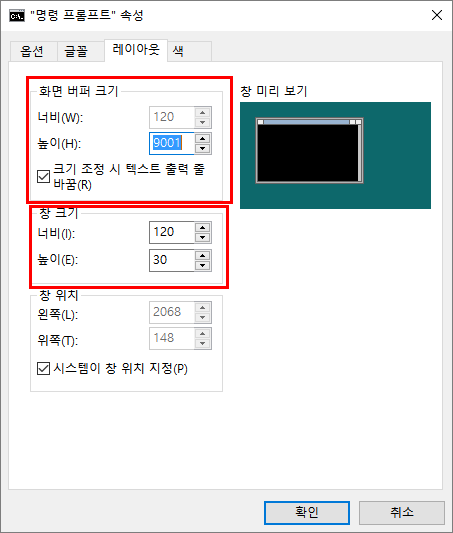 "명령 프롬프트" 속성
옵션 글꼴 레이아웃 색
화면 버퍼 크기
너비(W): 120
높이(H): 9001
크기 조정 시 텍스트 출력 줄
바꿈(R)
창 크기
너비(I): 120
높이(E): 30
창 위치
왼쪽(L): 2068
위쪽(T): 148
시스템이 창 위치 지정(P)
창 미리 보기
확인 취소